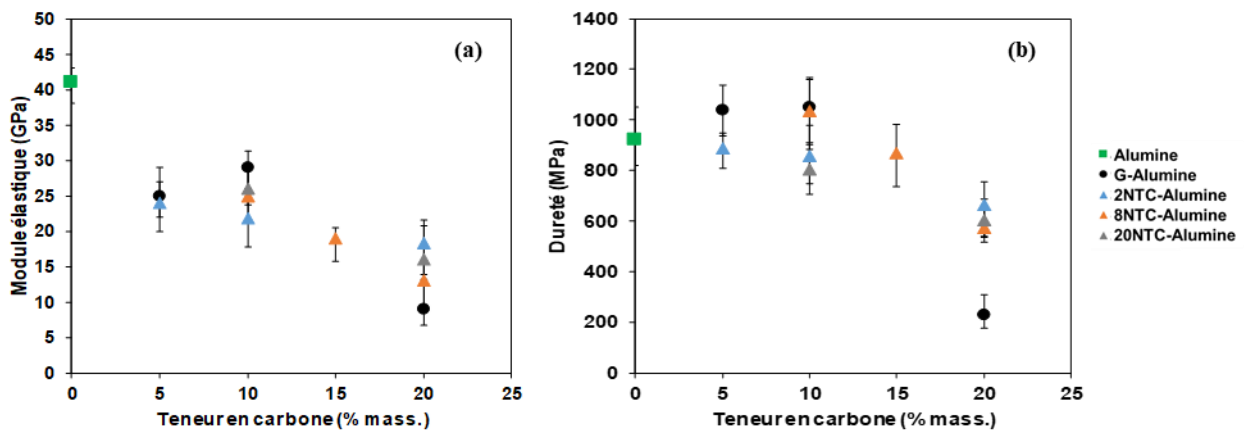 (a)
Module élastique (GPa)
50
45
40
35
30
25
20
15
10
5
0
0 5 10 15 20 25
Teneur en carbone (% mass.)
(b)
Dureté (MPa)
1400
1200
1000
800
600
400
200
0
0 5 10 15 20 25
Teneur en carbone (% mass.)
Alumine
G-Alumine
2NTC-Alumine
8NTC-Alumine
20NTC-Alumine